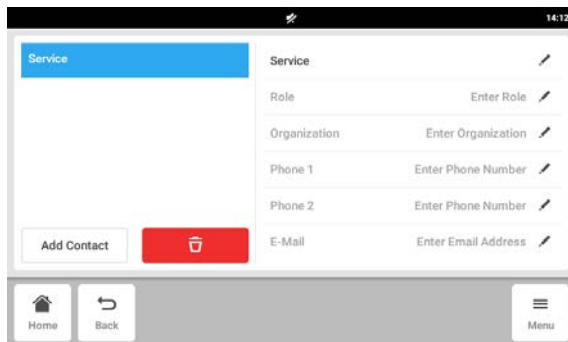 14:12
Service
Service
Role Enter Role
Organization Enter Organization
Phone 1 Enter Phone Number
Phone 2 Enter Phone Number
E-Mail Enter Email Address
Add Contact
Home
Back
Menu